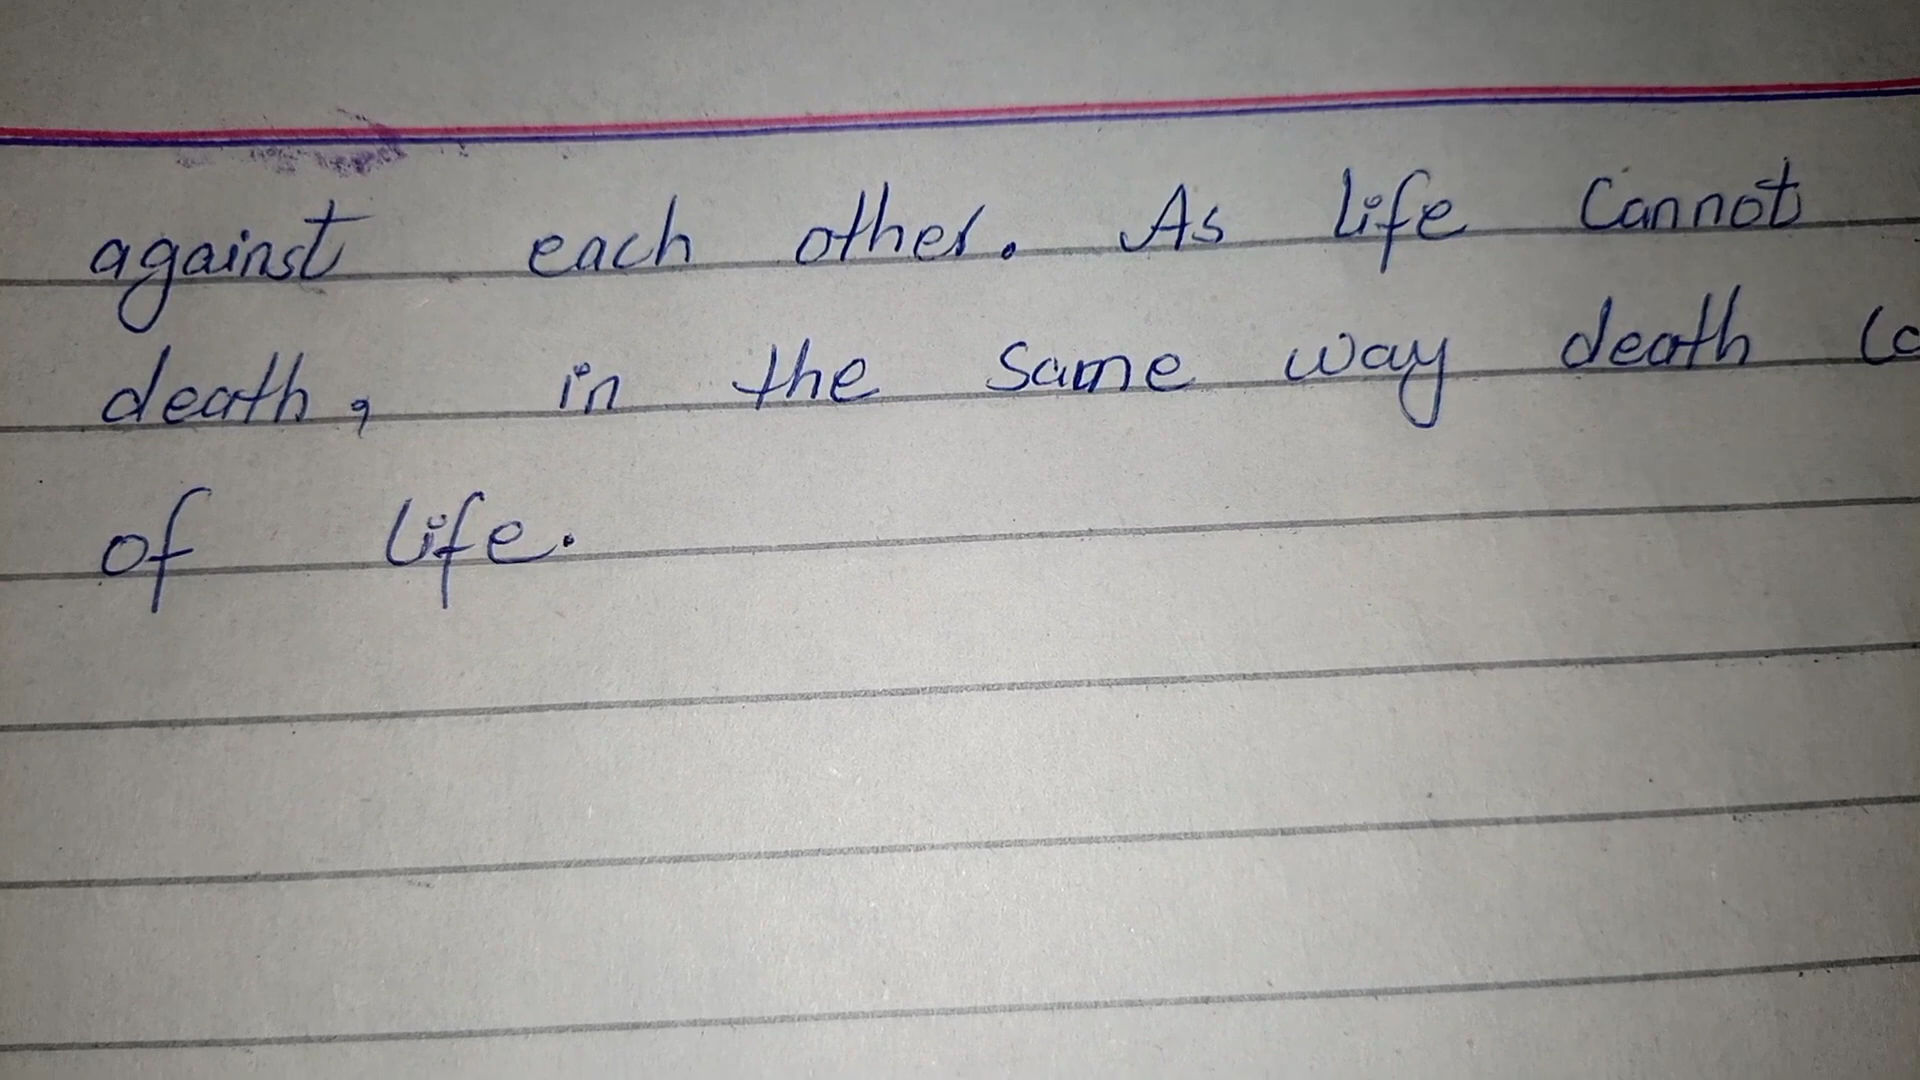 against each other. As life cannot
death, in the same way death
of life.